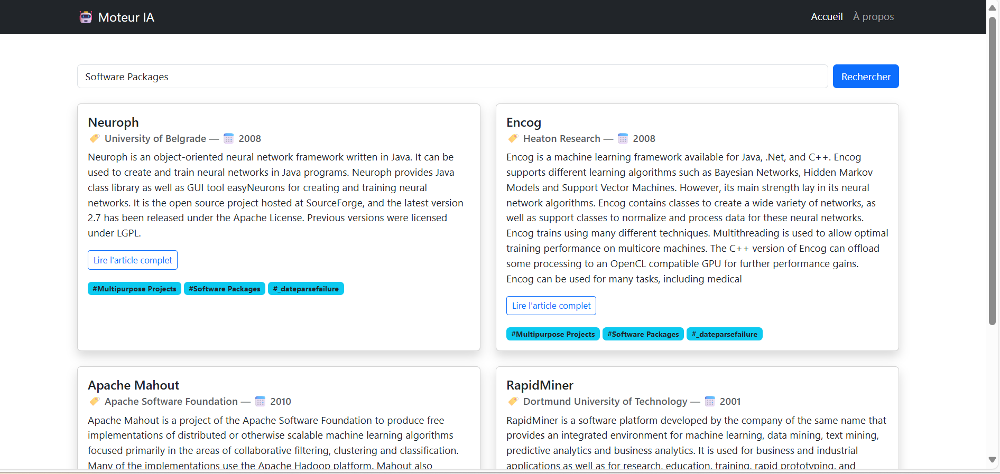 Moteur IA
Accueil À propos
Software Packages
Rechercher
Neuroph
University of Belgrade — 2008
Neuroph is an object-oriented neural network framework written in Java. It can be
used to create and train neural networks in Java programs. Neuroph provides Java
class library as well as GUI tool easyNeurons for creating and training neural
networks. It is the open source project hosted at SourceForge, and the latest version
2.7 has been released under the Apache License. Previous versions were licensed
under LGPL.
Lire l'article complet
#Multipurpose Projects #Software Packages #_dateparsefailure
Encog
Heaton Research — 2008
Encog is a machine learning framework available for Java, .Net, and C++. Encog
supports different learning algorithms such as Bayesian Networks, Hidden Markov
Models and Support Vector Machines. However, its main strength lay in its neural
network algorithms. Encog contains classes to create a wide variety of networks, as
well as support classes to normalize and process data for these neural networks.
Encog trains using many different techniques. Multithreading is used to allow optimal
training performance on multicore machines. The C++ version of Encog can offload
some processing to an OpenCL compatible GPU for further performance gains.
Encog can be used for many tasks, including medical
Lire l'article complet
#Multipurpose Projects #Software Packages #_dateparsefailure
Apache Mahout
Apache Software Foundation — 2010
Apache Mahout is a project of the Apache Software Foundation to produce free
implementations of distributed or otherwise scalable machine learning algorithms
focused primarily in the areas of collaborative filtering, clustering and classification.
Many of the implementations use the Apache Hadoop platform. Mahout also
RapidMiner
Dortmund University of Technology — 2001
RapidMiner is a software platform developed by the company of the same name that
provides an integrated environment for machine learning, data mining, text mining,
predictive analytics and business analytics. It is used for business and industrial
applications as well as for research, education, training, rapid prototyping, and